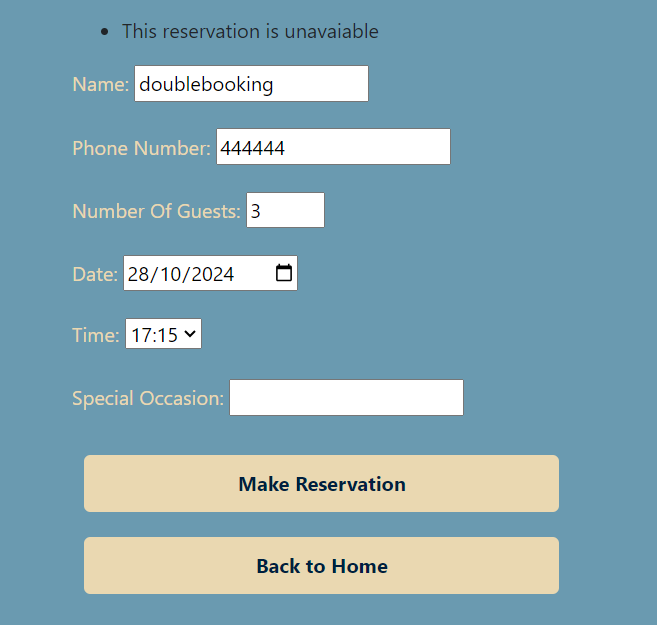 This reservation is unavaiable
Name: doublebooking
Phone Number: 444444
Number Of Guests: 3
Date: 28/10/2024
Time: 17:15
Special Occasion:
Make Reservation
Back to Home